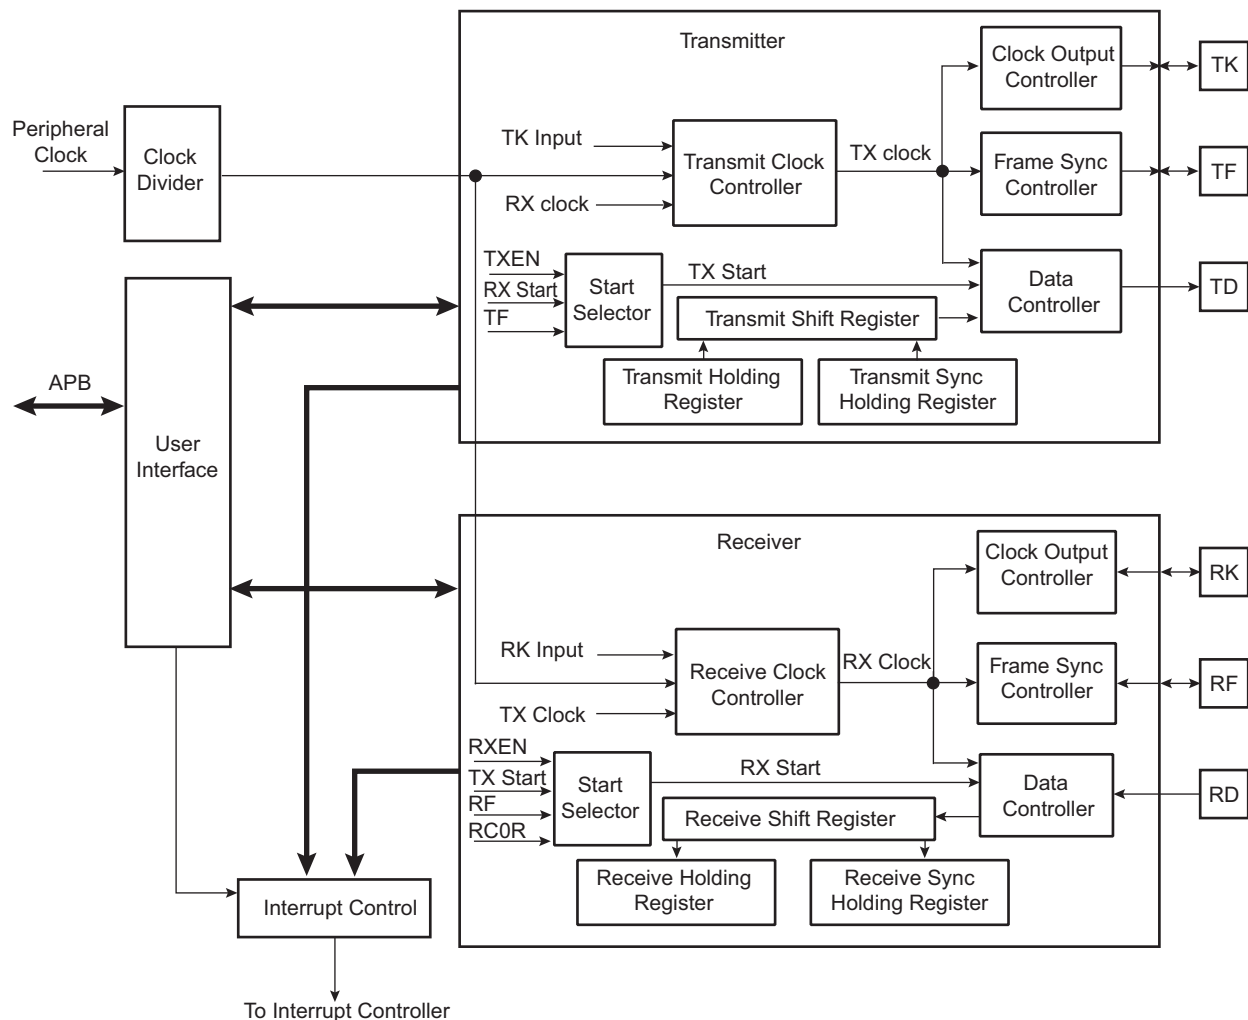 Transmitter
Clock Output
Controller
TK
Peripheral
Clock
Clock
Divider
TK Input
Transmit Clock
Controller
TX clock
Frame Sync
Controller
TF
RX clock
TXEN
RX Start
TF
Start
Selector
TX Start
Data
Controller
TD
Transmit Shift Register
Transmit Holding
Register
Transmit Sync
Holding Register
APB
User
Interface
Receiver
Clock Output
Controller
RK
RK Input
Receive Clock
Controller
RX Clock
Frame Sync
Controller
RF
TX Clock
RXEN
TX Start
RF
RC0R
Start
Selector
RX Start
Data
Controller
RD
Receive Shift Register
Receive Holding
Register
Receive Sync
Holding Register
Interrupt Control
To Interrupt Controller